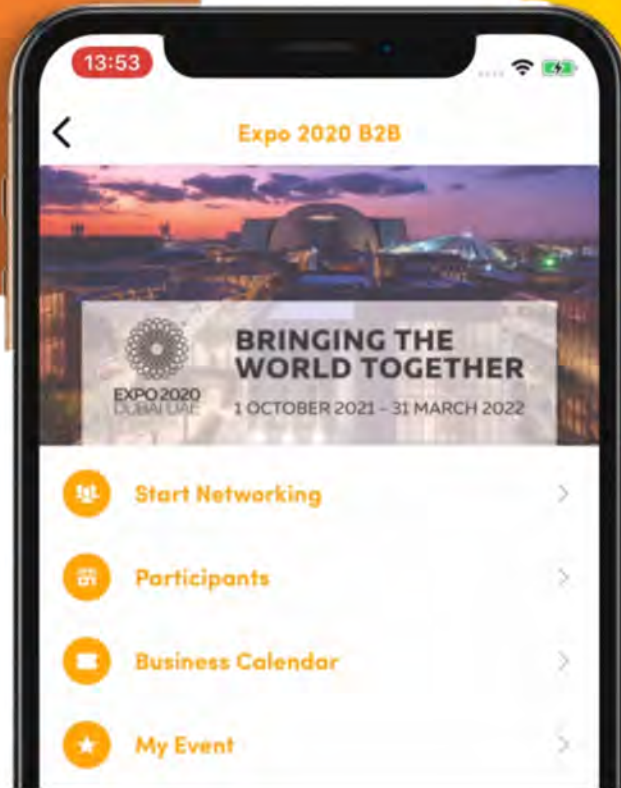 13:53
Expo 2020 B2B
BRINGING THE
WORLD TOGETHER
EXPO 2020
DUBAI UAE
1 OCTOBER 2021 - 31 MARCH 2022
Start Networking
Participants
Business Calendar
My Event